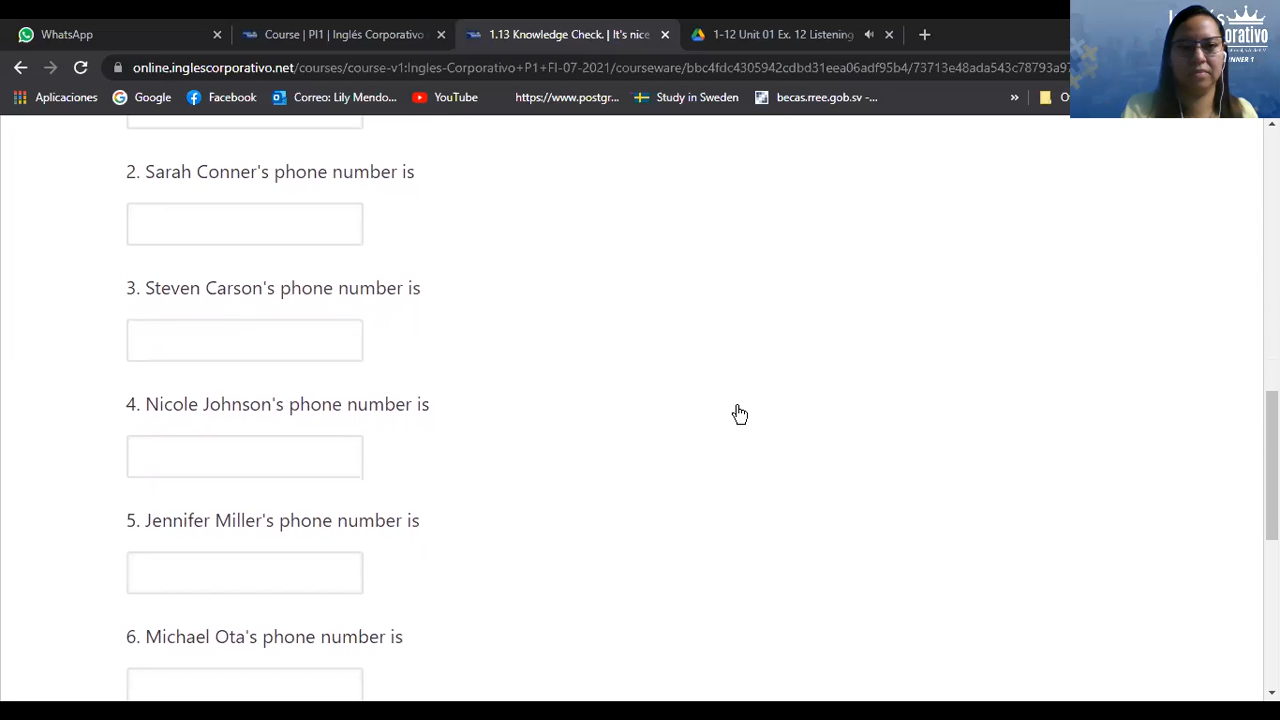 WhatsApp
Course | PI1 | Inglés Corporativo
1.13 Knowledge Check. | It's nice
1-12 Unit 01 Ex. 12 Listening
online.inglescorporativo.net/courses/course-v1:Ingles-Corporativo+PI1+PI-07-2021/courseware/
Aplicaciones
Google
Facebook
Correo: Lily Mendo...
YouTube
https://www.postgr...
Study in Sweden
becas.rree.gob.sv -...
»
2. Sarah Conner's phone number is
3. Steven Carson's phone number is
4. Nicole Johnson's phone number is
5. Jennifer Miller's phone number is
6. Michael Ota's phone number is